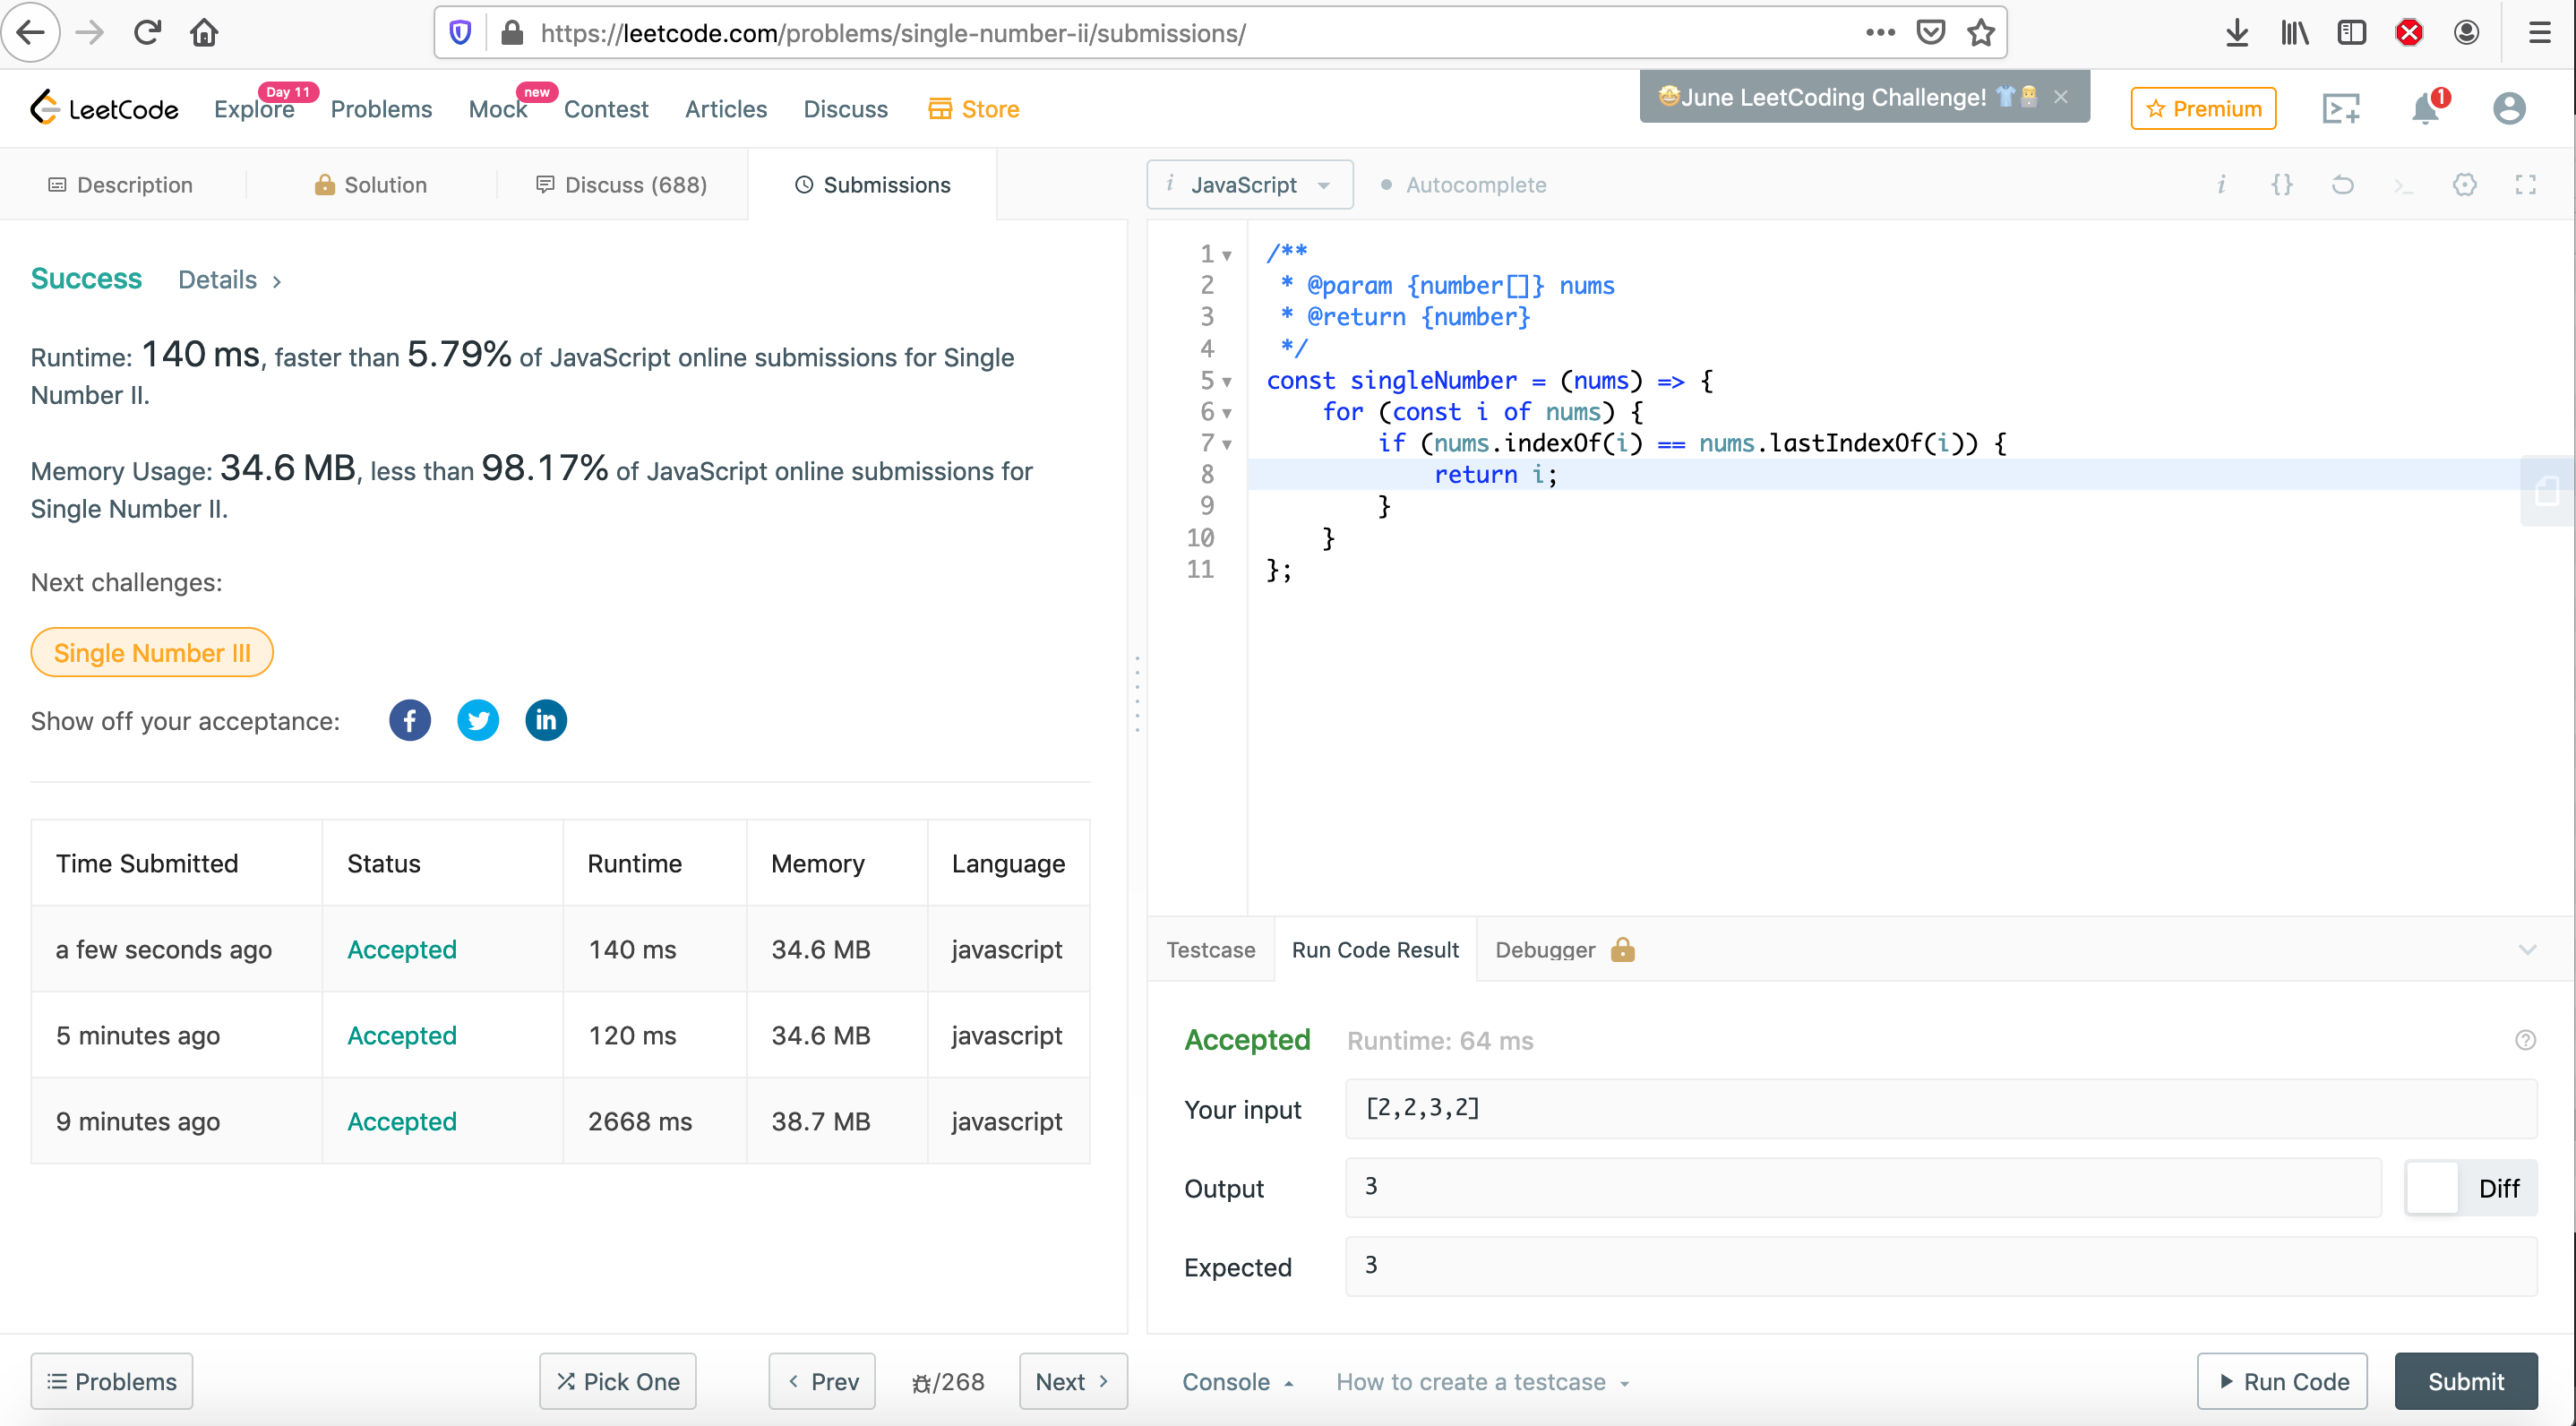 https://leetcode.com/problems/single-number-ii/submissions/
LeetCode
Explore
Day 11
Problems
Mock
new
Contest
Articles
Discuss
Store
🤩June LeetCoding Challenge! 👕
Premium
1
Description
Solution
Discuss (688)
Submissions
i JavaScript
Autocomplete
i {} >_
Success
Details >
Runtime: 140 ms, faster than 5.79% of JavaScript online submissions for Single
Number II.
Memory Usage: 34.6 MB, less than 98.17% of JavaScript online submissions for
Single Number II.
Next challenges:
Single Number III
Show off your acceptance:
f
in
Time Submitted Status Runtime Memory Language
a few seconds ago Accepted 140 ms 34.6 MB javascript
5 minutes ago Accepted 120 ms 34.6 MB javascript
9 minutes ago Accepted 2668 ms 38.7 MB javascript
1 /**
2  * @param {number[]} nums
3  * @return {number}
4  */
5 const singleNumber = (nums) => {
6     for (const i of nums) {
7         if (nums.indexOf(i) == nums.lastIndexOf(i)) {
8             return i;
9         }
10     }
11 };
Testcase
Run Code Result
Debugger
Accepted
Runtime: 64 ms
Your input
[2,2,3,2]
Output
3
Diff
Expected
3
Problems
Pick One
Prev
/268
Next
Console
How to create a testcase
Run Code
Submit